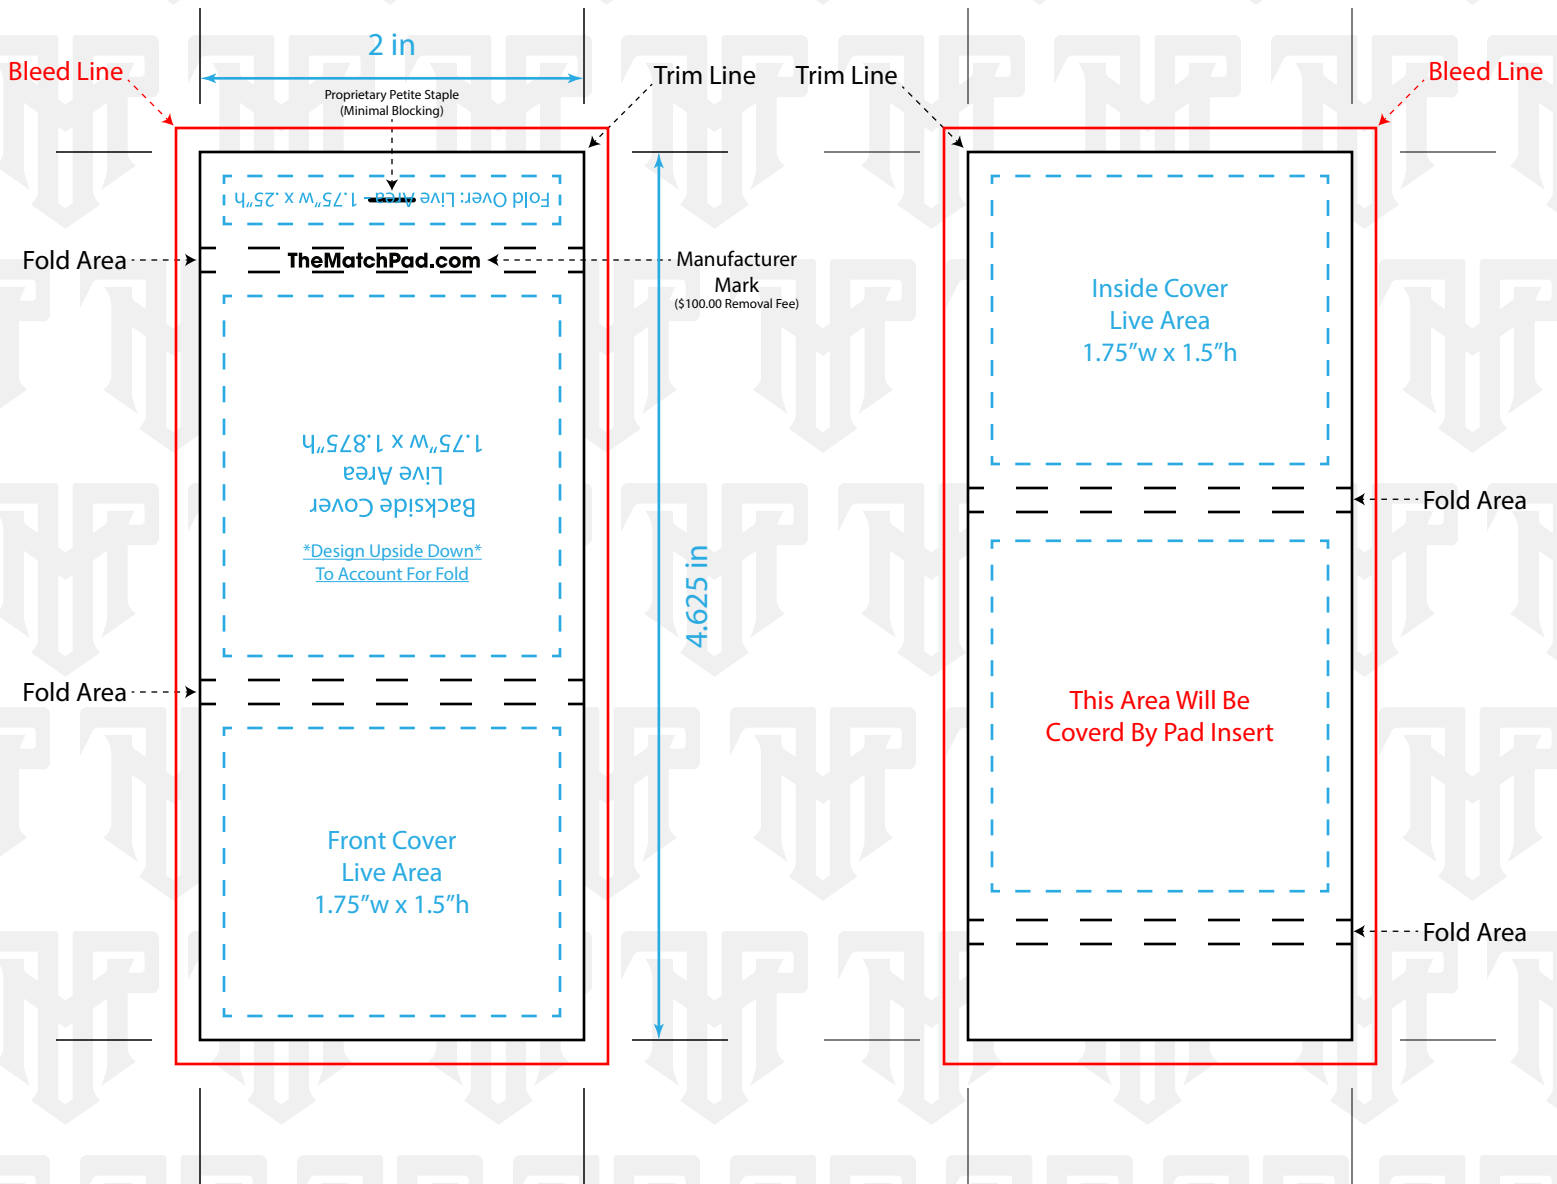 2 in
Bleed Line
Proprietary Petite Staple
(Minimal Blocking)
Trim Line
Fold Over: Live Area - 1.75"w x .25"h
Fold Area
TheMatchPad.com
Manufacturer
Mark
($100.00 Removal Fee)
Backside Cover
Live Area
1.75"w x 1.875"h
*Design Upside Down*
To Account For Fold
4.625 in
Fold Area
Front Cover
Live Area
1.75"w x 1.5"h
Trim Line
Bleed Line
Inside Cover
Live Area
1.75"w x 1.5"h
Fold Area
This Area Will Be
Coverd By Pad Insert
Fold Area